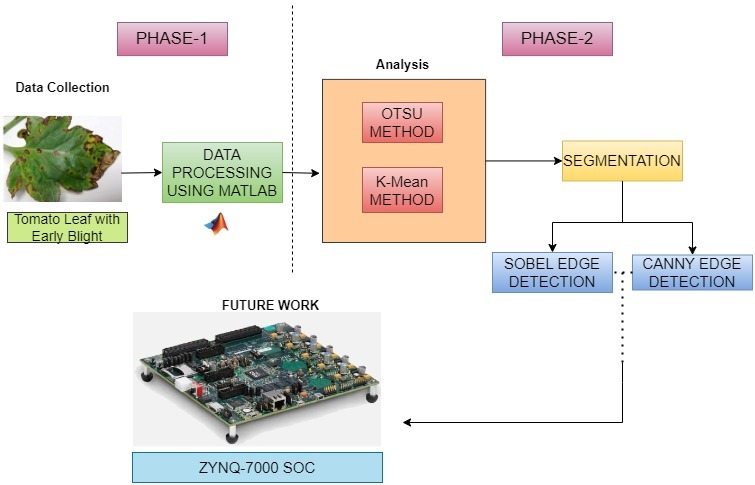 PHASE-1
PHASE-2
Data Collection
Analysis
DATA
PROCESSING
USING MATLAB
Tomato Leaf with
Early Blight
OTSU
METHOD
K-Mean
METHOD
SEGMENTATION
SOBEL EDGE
DETECTION
CANNY EDGE
DETECTION
FUTURE WORK
ZYNQ-7000 SOC